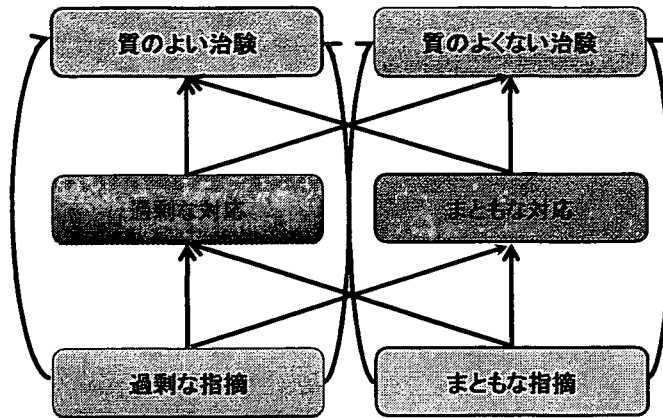 質のよい治験
質のよくない治験
過剰な対応
まともな対応
過剰な指摘
まともな指摘